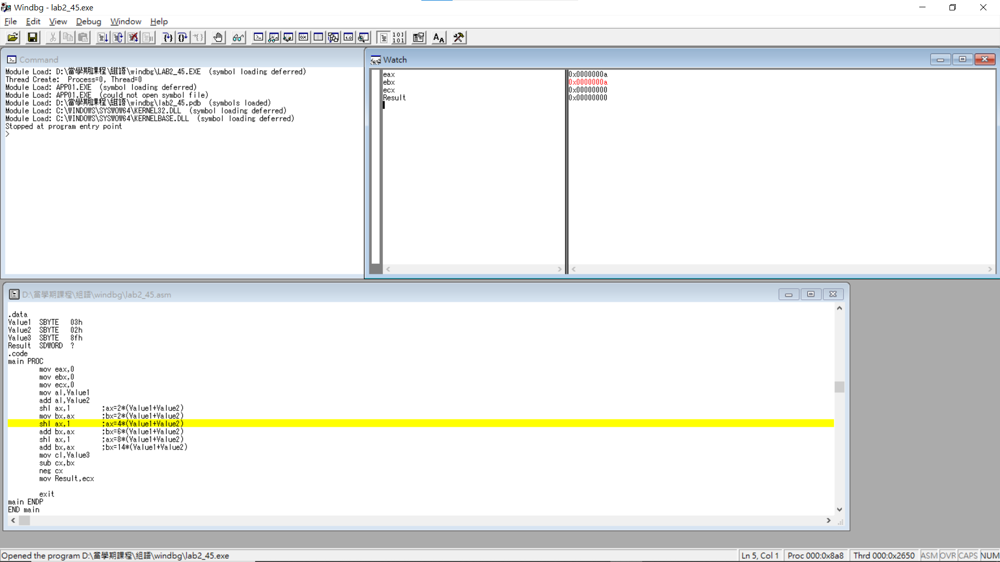 Windbg - lab2_45.exe
File Edit View Debug Window Help
Command
Module Load: D:\當學期課程\組語\windbg\LAB2_45.EXE  (symbol loading deferred)
Thread Create:  Process=0, Thread=0
Module Load: APP01.EXE  (symbol loading deferred)
Module Load: APP01.EXE  (could not open symbol file)
Module Load: D:\當學期課程\組語\windbg\lab2_45.pdb  (symbols loaded)
Module Load: C:\WINDOWS\SYSWOW64\KERNEL32.DLL  (symbol loading deferred)
Module Load: C:\WINDOWS\SYSWOW64\KERNELBASE.DLL  (symbol loading deferred)
Stopped at program entry point
>
Watch
eax 0x0000000a
ebx 0x0000000a
ecx 0x00000000
Result 0x00000000
D:\當學期課程\組語\windbg\lab2_45.asm
.data
Value1  SBYTE   03h
Value2  SBYTE   02h
Value3  SBYTE   8fh
Result  SDWORD  ?
.code
main PROC
mov eax,0
mov ebx,0
mov ecx,0
mov al,Value1
add al,Value2
shl ax,1        ;ax=2*(Value1+Value2)
mov bx,ax       ;bx=2*(Value1+Value2)
shl ax,1        ;ax=4*(Value1+Value2)
add bx,ax       ;bx=6*(Value1+Value2)
shl ax,1        ;ax=8*(Value1+Value2)
add bx,ax       ;bx=14*(Value1+Value2)
mov cl,Value3
sub cx,bx
neg cx
mov Result,ecx
exit
main ENDP
END main
Opened the program D:\當學期課程\組語\windbg\lab2_45.exe
Ln 5, Col 1 Proc 000:0x8a8 Thrd 000:0x2650 ASM OVR CAPS NUM